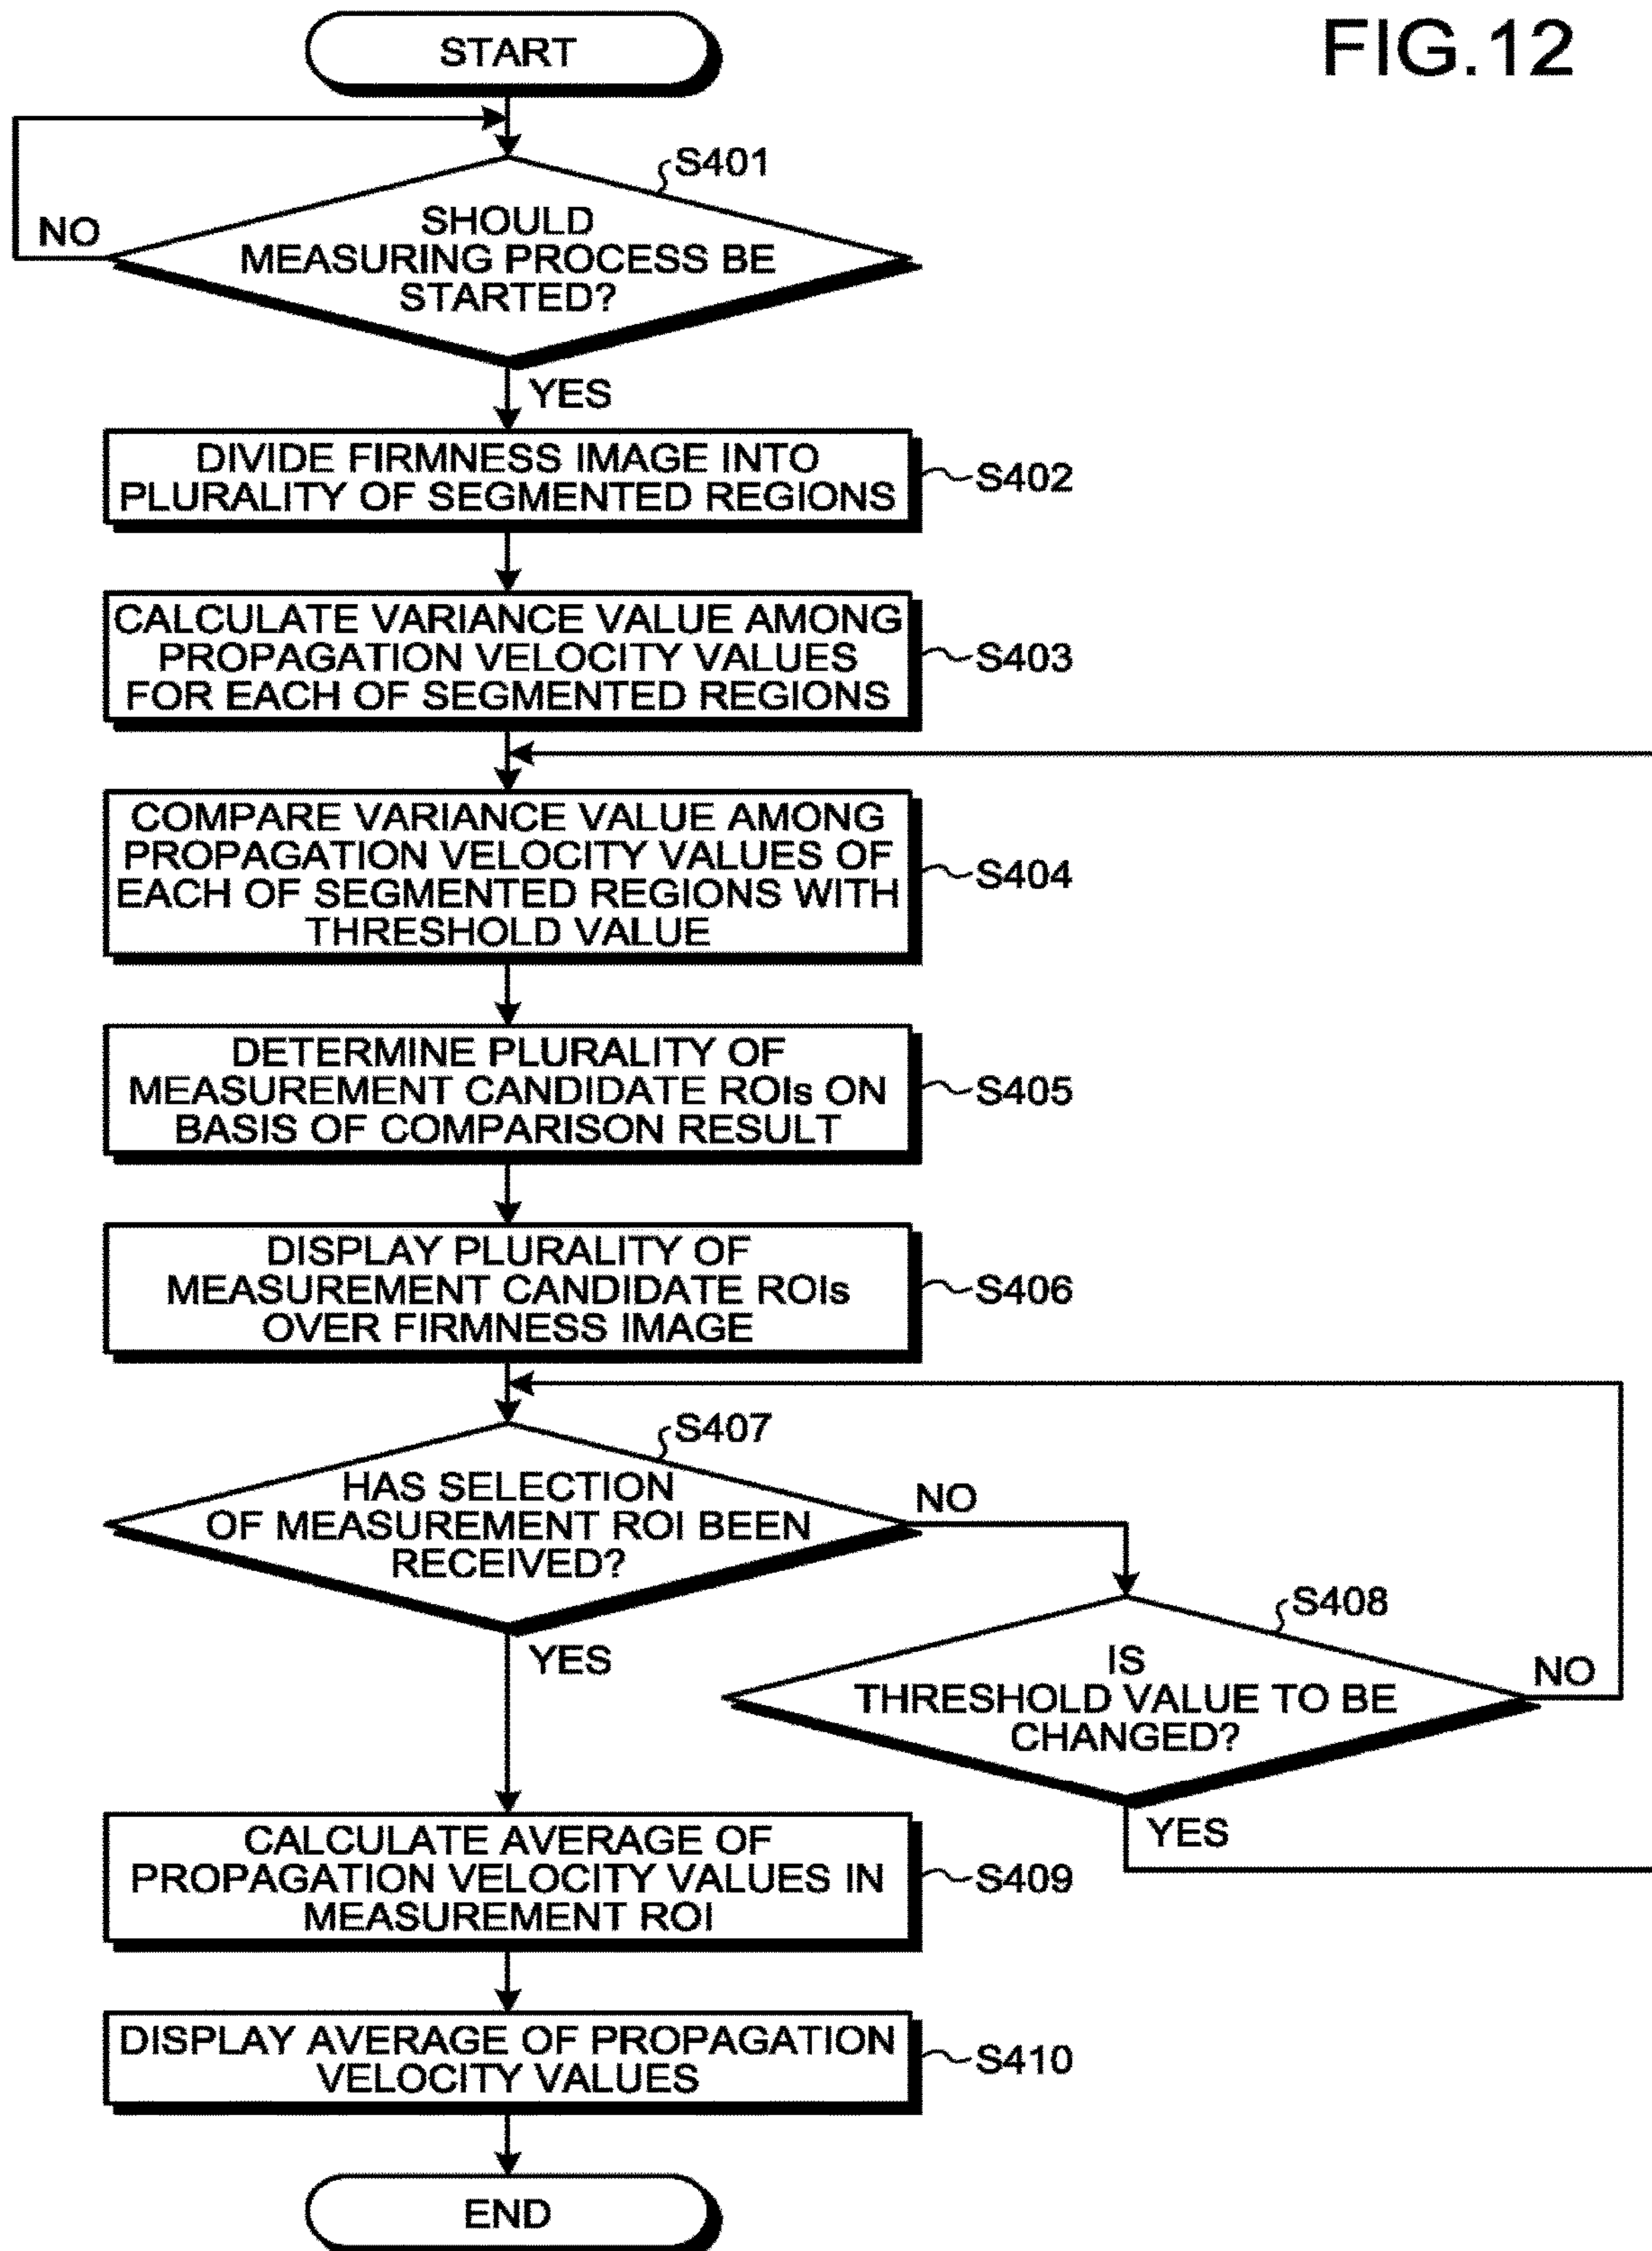 FIG.12
START
S401
NO
SHOULD
MEASURING PROCESS BE
STARTED?
YES
DIVIDE FIRMNESS IMAGE INTO
PLURALITY OF SEGMENTED REGIONS
S402
CALCULATE VARIANCE VALUE AMONG
PROPAGATION VELOCITY VALUES
FOR EACH OF SEGMENTED REGIONS
S403
COMPARE VARIANCE VALUE AMONG
PROPAGATION VELOCITY VALUES OF
EACH OF SEGMENTED REGIONS WITH
THRESHOLD VALUE
S404
DETERMINE PLURALITY OF
MEASUREMENT CANDIDATE ROIs ON
BASIS OF COMPARISON RESULT
S405
DISPLAY PLURALITY OF
MEASUREMENT CANDIDATE ROIs
OVER FIRMNESS IMAGE
S406
S407
HAS SELECTION
OF MEASUREMENT ROI BEEN
RECEIVED?
NO
YES
S408
IS
THRESHOLD VALUE TO BE
CHANGED?
NO
YES
CALCULATE AVERAGE OF
PROPAGATION VELOCITY VALUES IN
MEASUREMENT ROI
S409
DISPLAY AVERAGE OF PROPAGATION
VELOCITY VALUES
S410
END